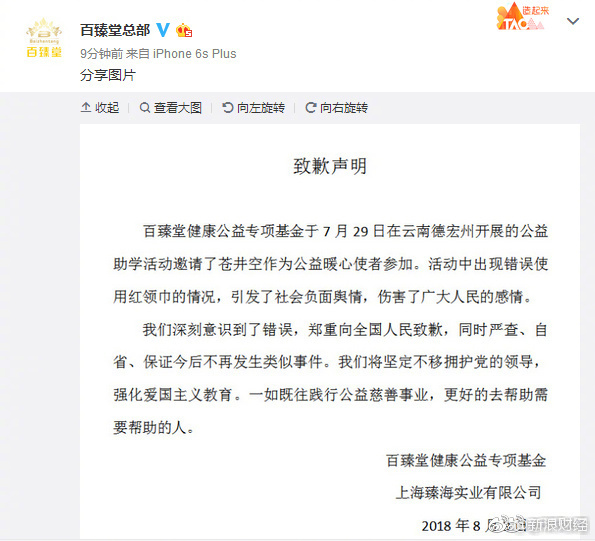 造起来
TAO
百臻堂总部
9分钟前 来自 iPhone 6s Plus
百臻堂
分享图片
收起 查看大图 向左旋转 向右旋转
致歉声明
百臻堂健康公益专项基金于 7 月 29 日在云南德宏州开展的公益
助学活动邀请了苍井空作为公益暖心使者参加。活动中出现错误使
用红领巾的情况，引发了社会负面舆情，伤害了广大人民的感情。
我们深刻意识到了错误，郑重向全国人民致歉，同时严查、自
省、保证今后不再发生类似事件。我们将坚定不移拥护党的领导，
强化爱国主义教育。一如既往践行公益慈善事业，更好的去帮助需
要帮助的人。
百臻堂健康公益专项基金
上海臻海实业有限公司
2018 年 8 月
新浪财经